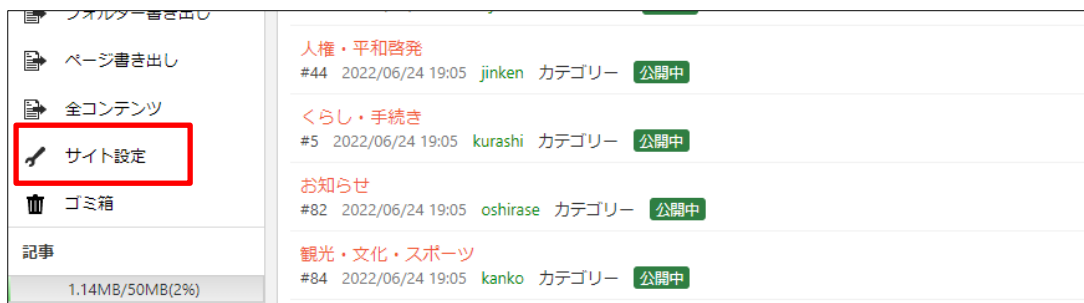 フォルダー書き出し
ページ書き出し
全コンテンツ
サイト設定
ゴミ箱
記事
1.14MB/50MB(2%)
人権・平和啓発
#44 2022/06/24 19:05 jinken カテゴリー 公開中
くらし・手続き
#5 2022/06/24 19:05 kurashi カテゴリー 公開中
お知らせ
#82 2022/06/24 19:05 oshirase カテゴリー 公開中
観光・文化・スポーツ
#84 2022/06/24 19:05 kanko カテゴリー 公開中